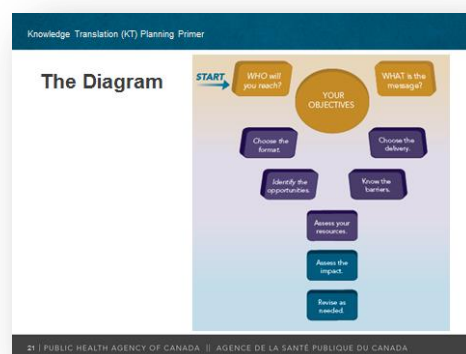 Knowledge Translation (KT) Planning Primer
The Diagram
START
WHO will
you reach?
YOUR
OBJECTIVES
WHAT is the
message?
Choose the
format.
Choose the
delivery.
Identify the
opportunities.
Know the
barriers.
Assess your
resources.
Assess the
impact.
Revise as
needed.
21 | PUBLIC HEALTH AGENCY OF CANADA || AGENCE DE LA SANTÉ PUBLIQUE DU CANADA